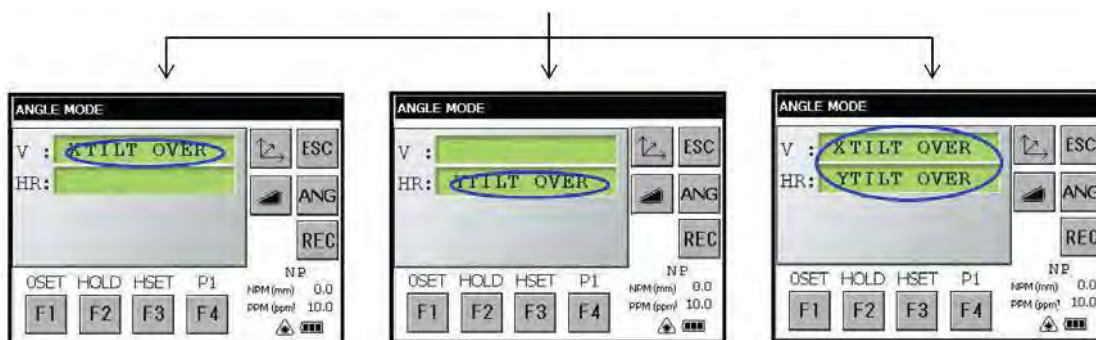 ANGLE MODE
V : XTILT OVER
HR:
ESC
ANG
REC
0SET HOLD HSET P1
F1 F2 F3 F4
NP
NPM (mm) 0.0
PPM (ppm) 10.0
ANGLE MODE
V :
HR: YTILT OVER
ESC
ANG
REC
0SET HOLD HSET P1
F1 F2 F3 F4
NP
NPM (mm) 0.0
PPM (ppm) 10.0
ANGLE MODE
V : XTILT OVER
HR: YTILT OVER
ESC
ANG
REC
0SET HOLD HSET P1
F1 F2 F3 F4
NP
NPM (mm) 0.0
PPM (ppm) 10.0